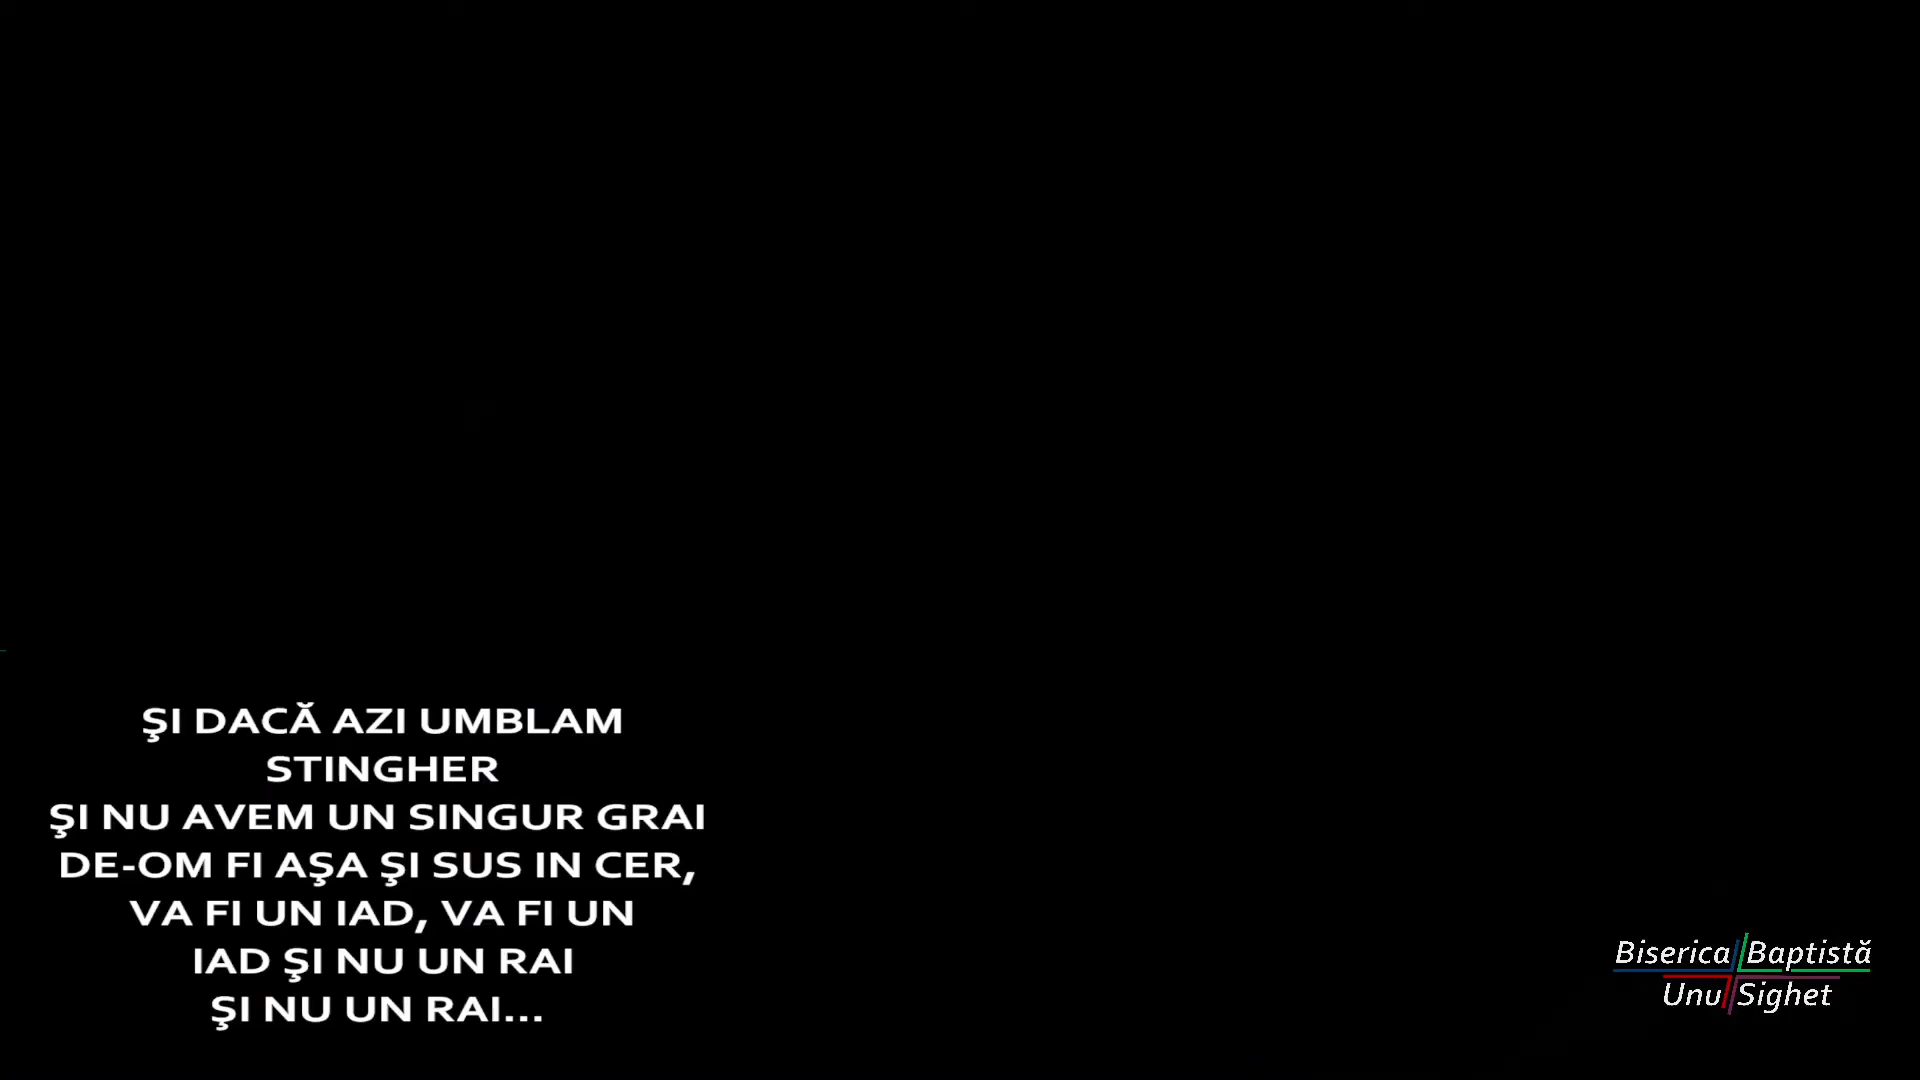 ŞI DACĂ AZI UMBLAM
STINGHER
ŞI NU AVEM UN SINGUR GRAI
DE-OM FI AŞA ŞI SUS IN CER,
VA FI UN IAD, VA FI UN
IAD ŞI NU UN RAI
ŞI NU UN RAI...
Biserica Baptistă
Unu Sighet